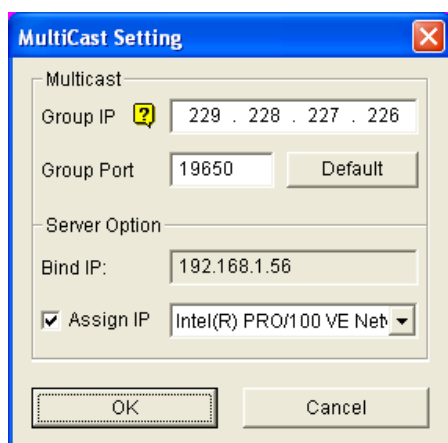 MultiCast Setting
Multicast
Group IP ? 229 . 228 . 227 . 226
Group Port 19650 Default
Server Option
Bind IP: 192.168.1.56
Assign IP Intel(R) PRO/100 VE Net
OK Cancel